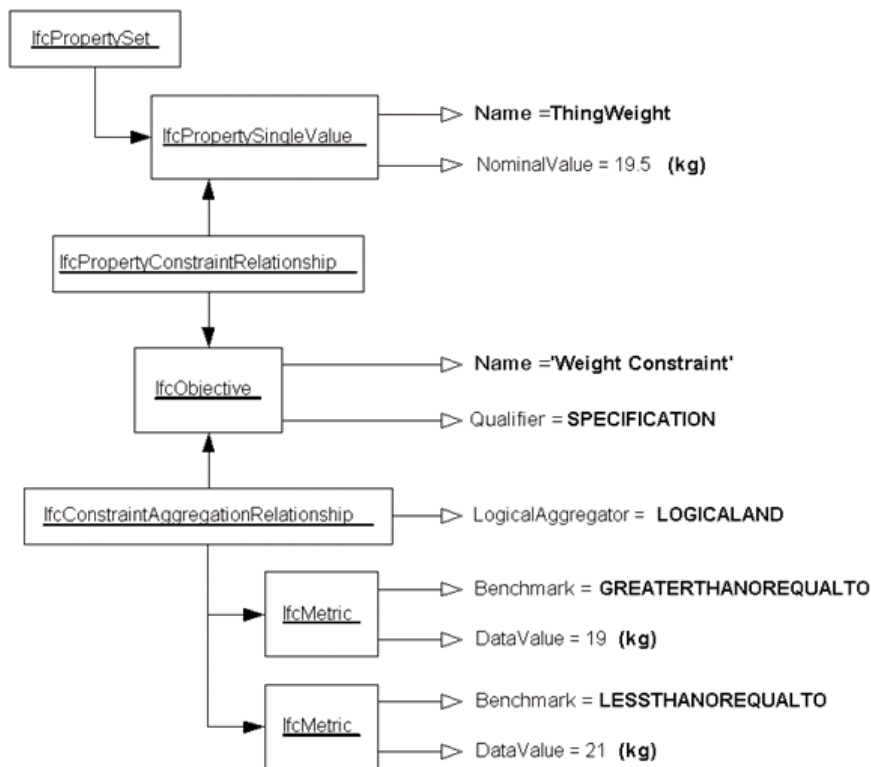 IfcPropertySet
IfcPropertySingleValue
Name =ThingWeight
NominalValue = 19.5 (kg)
IfcPropertyConstraintRelationship
IfcObjective
Name ='Weight Constraint'
Qualifier = SPECIFICATION
IfcConstraintAggregationRelationship
LogicalAggregator = LOGICALAND
IfcMetric
Benchmark = GREATERTHANOREQUALTO
DataValue = 19 (kg)
IfcMetric
Benchmark = LESSTHANOREQUALTO
DataValue = 21 (kg)